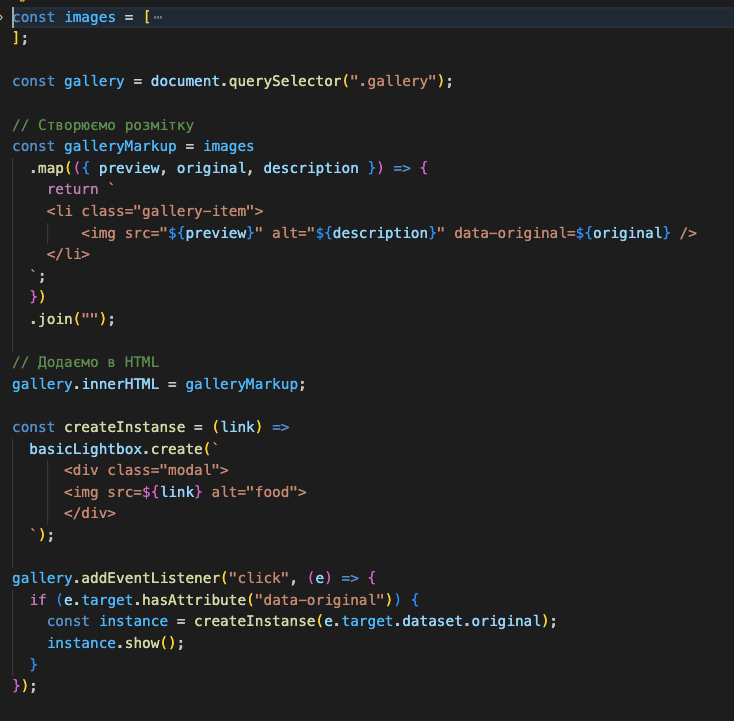 const images = [⋯
];
const gallery = document.querySelector(".gallery");
// Створюємо розмітку
const galleryMarkup = images
.map(({ preview, original, description }) => {
return `
<li class="gallery-item">
<img src="${preview}" alt="${description}" data-original=${original} />
</li>
`;
})
.join("");
// Додаємо в HTML
gallery.innerHTML = galleryMarkup;
const createInstanse = (link) =>
basicLightbox.create(`
<div class="modal">
<img src=${link} alt="food">
</div>
`);
gallery.addEventListener("click", (e) => {
if (e.target.hasAttribute("data-original")) {
const instance = createInstanse(e.target.dataset.original);
instance.show();
}
});